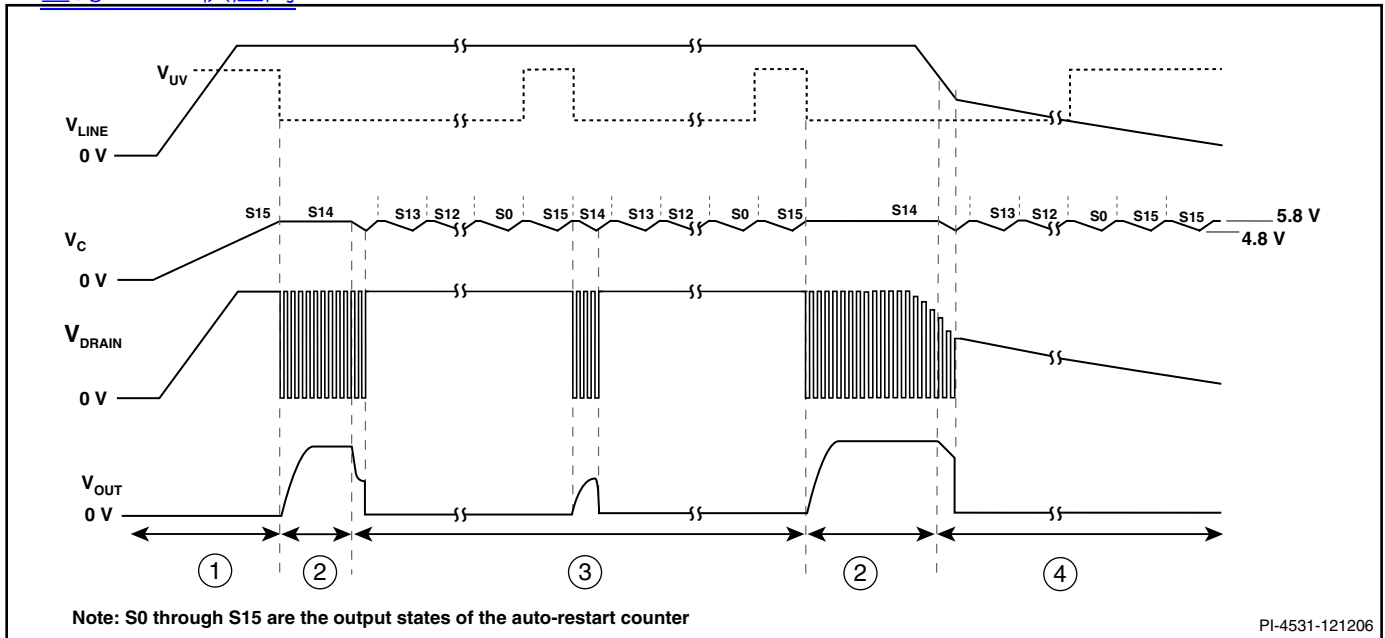 V_UV
V_LINE
0 V
S15 S14 S13 S12 S0 S15 S14 S13 S12 S0 S15 S14 S13 S12 S0 S15 S15 5.8 V
4.8 V
V_C
0 V
V_DRAIN
0 V
V_OUT
0 V
1 2 3 2 4
Note: S0 through S15 are the output states of the auto-restart counter
PI-4531-121206